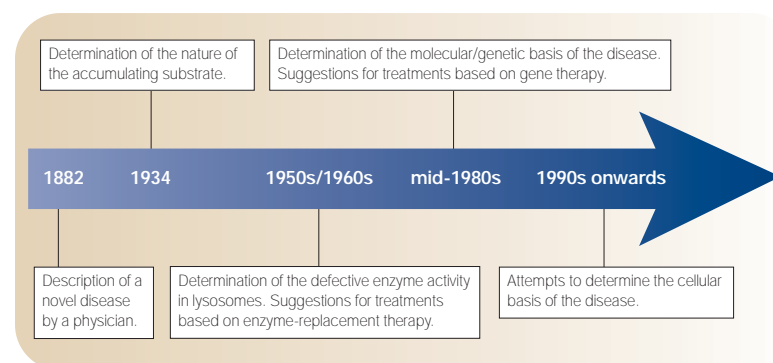 Determination of the nature of
the accumulating substrate.
Determination of the molecular/genetic basis of the disease.
Suggestions for treatments based on gene therapy.
1882
1934
1950s/1960s
mid-1980s
1990s onwards
Description of a
novel disease
by a physician.
Determination of the defective enzyme activity
in lysosomes. Suggestions for treatments
based on enzyme-replacement therapy.
Attempts to determine the cellular
basis of the disease.